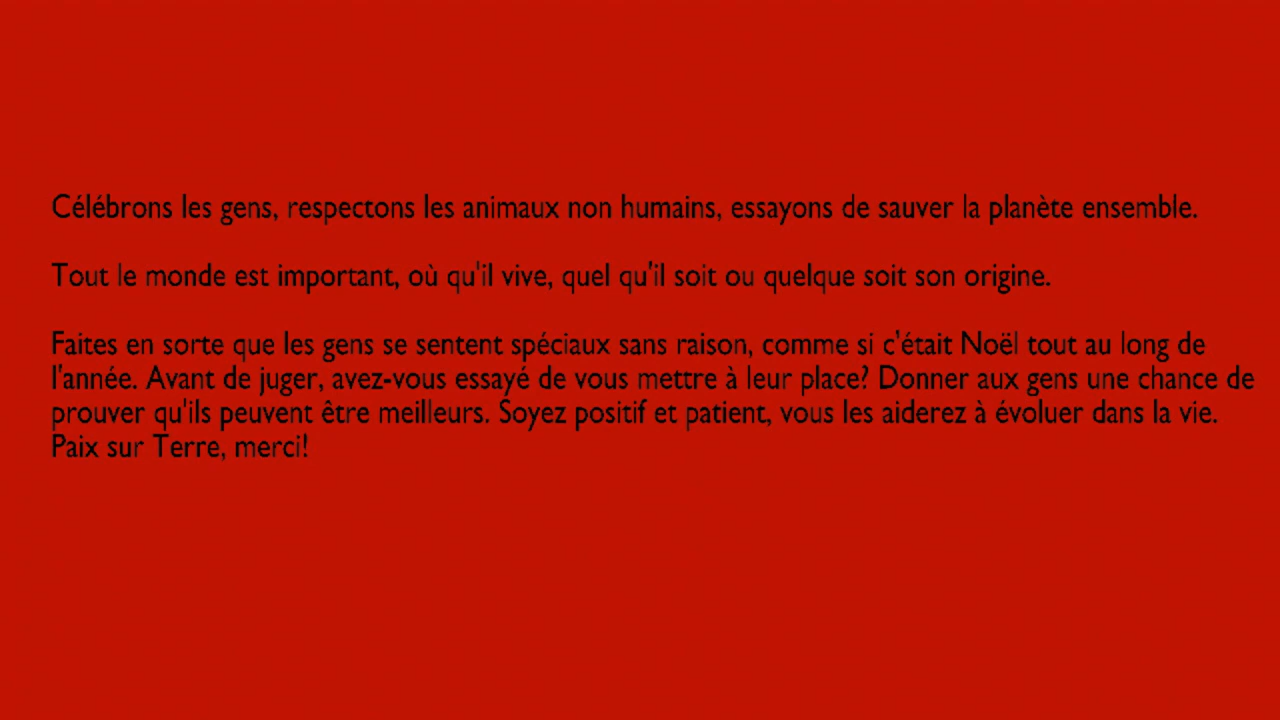 Célébrons les gens, respectons les animaux non humains, essayons de sauver la planète ensemble.
Tout le monde est important, où qu'il vive, quel qu'il soit ou quelque soit son origine.
Faites en sorte que les gens se sentent spéciaux sans raison, comme si c'était Noël tout au long de
l'année. Avant de juger, avez-vous essayé de vous mettre à leur place? Donner aux gens une chance de
prouver qu'ils peuvent être meilleurs. Soyez positif et patient, vous les aiderez à évoluer dans la vie.
Paix sur Terre, merci!